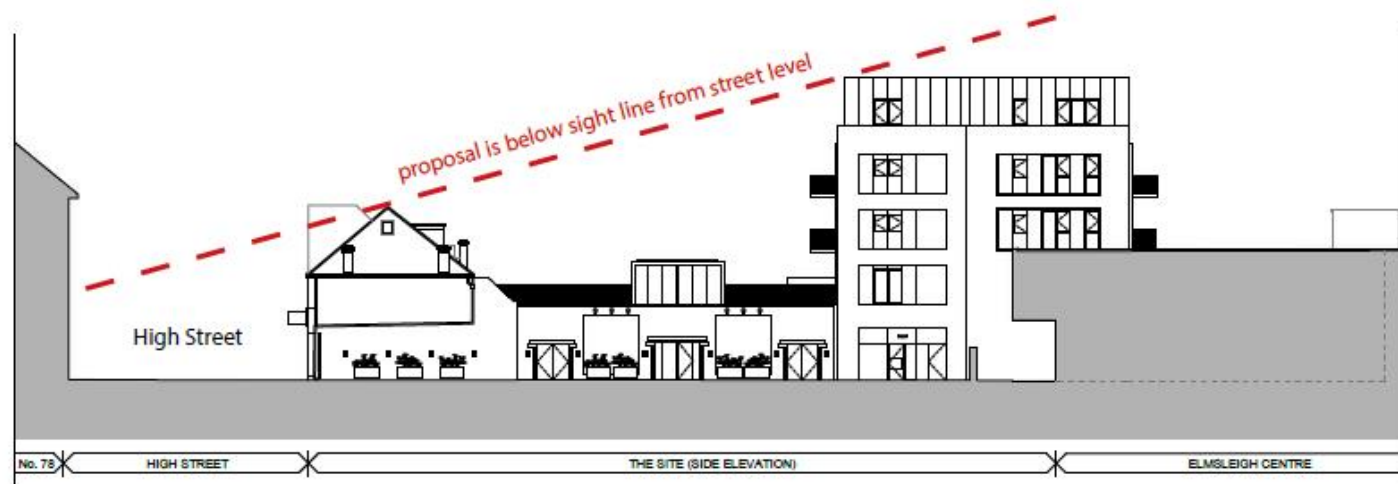 proposal is below sight line from street level
High Street
No. 78
HIGH STREET
THE SITE (SIDE ELEVATION)
ELMSLEIGH CENTRE